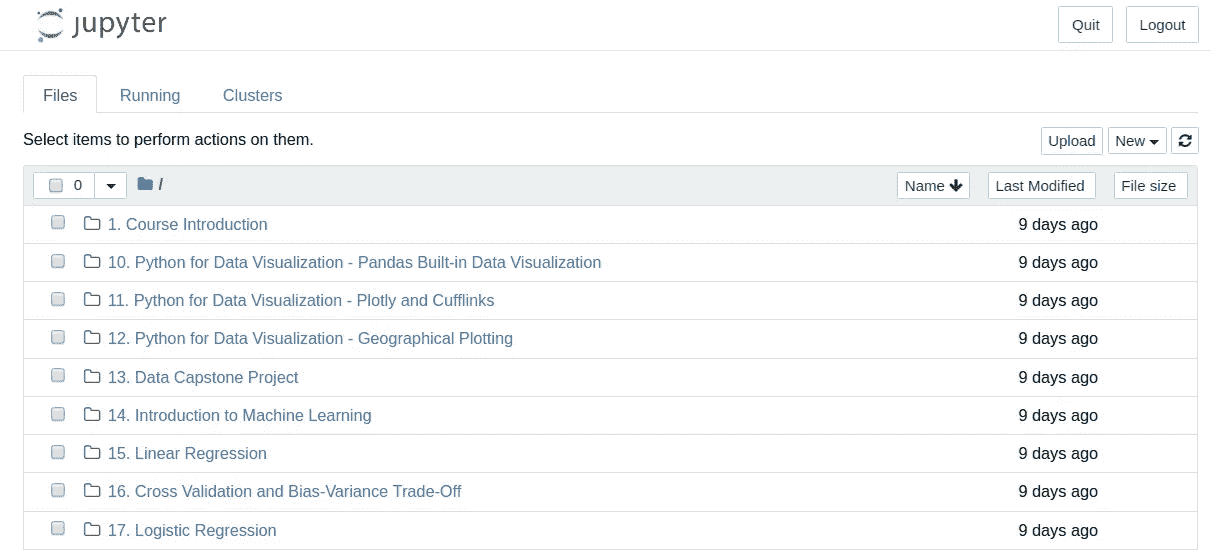 jupyter Quit Logout
Files Running Clusters
Select items to perform actions on them. Upload New
0 / Name Last Modified File size
1. Course Introduction 9 days ago
10. Python for Data Visualization - Pandas Built-in Data Visualization 9 days ago
11. Python for Data Visualization - Plotly and Cufflinks 9 days ago
12. Python for Data Visualization - Geographical Plotting 9 days ago
13. Data Capstone Project 9 days ago
14. Introduction to Machine Learning 9 days ago
15. Linear Regression 9 days ago
16. Cross Validation and Bias-Variance Trade-Off 9 days ago
17. Logistic Regression 9 days ago